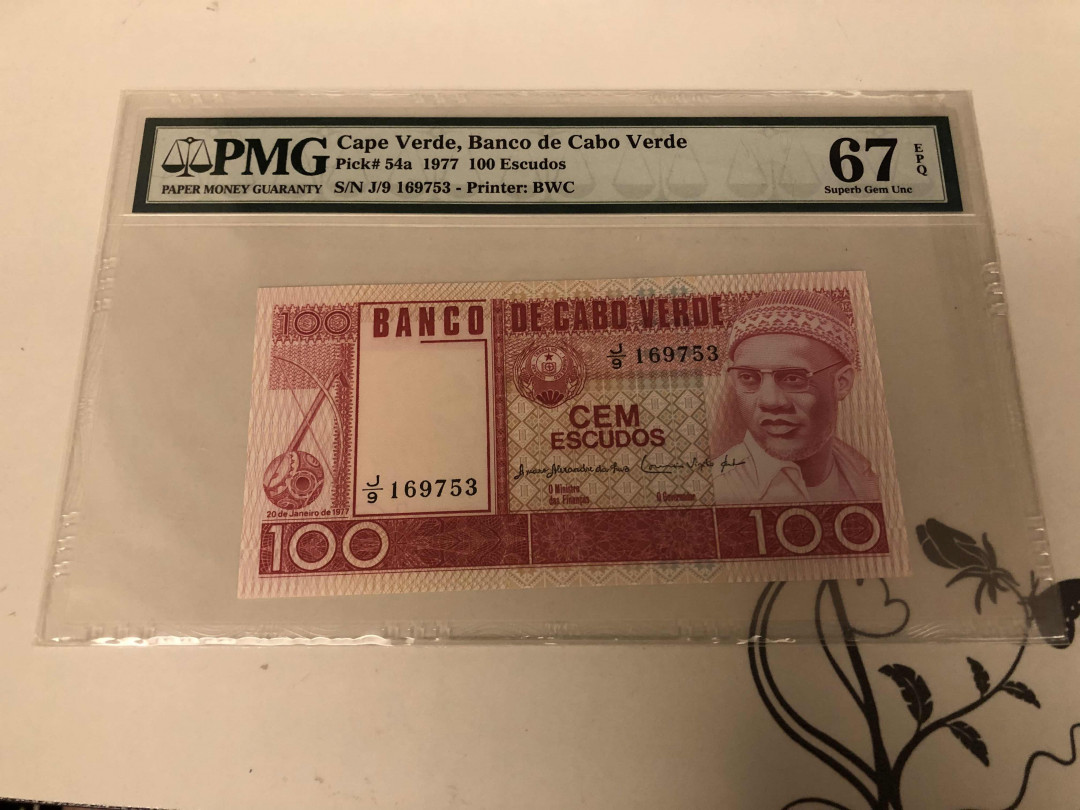 PMG
PAPER MONEY GUARANTY
Cape Verde, Banco de Cabo Verde
Pick# 54a 1977 100 Escudos
S/N J/9 169753 - Printer: BWC
67 EPQ
Superb Gem Unc
100 BANCO DE CABO VERDE
J/9 169753
CEM
ESCUDOS
J/9 169753
O Ministro
das Finanças
O Governador
20 de Janeiro de 1977
100
100